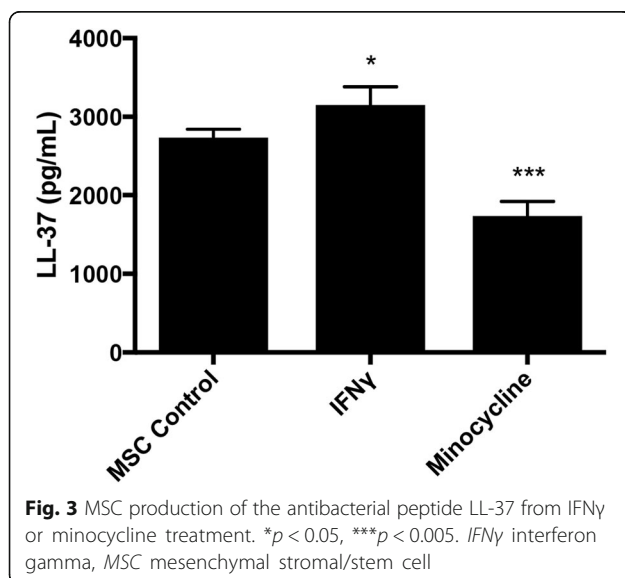 4000
3000
2000
1000
0
LL-37 (pg/mL)
*
***
MSC Control
IFNγ
Minocycline
Fig. 3 MSC production of the antibacterial peptide LL-37 from IFNγ
or minocycline treatment. *p < 0.05, ***p < 0.005. IFNγ interferon
gamma, MSC mesenchymal stromal/stem cell